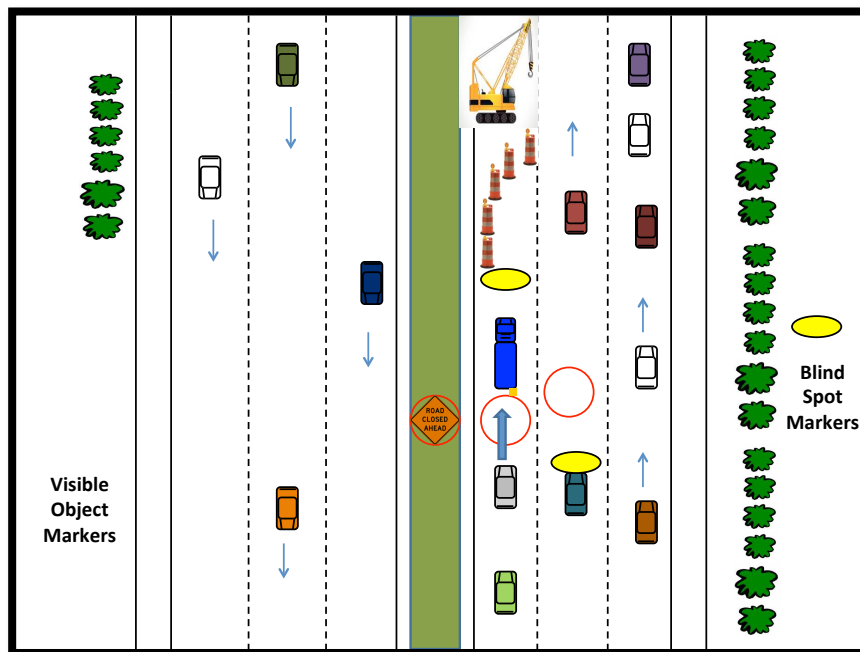 ROAD
CLOSED
AHEAD
Blind
Spot
Markers
Visible
Object
Markers